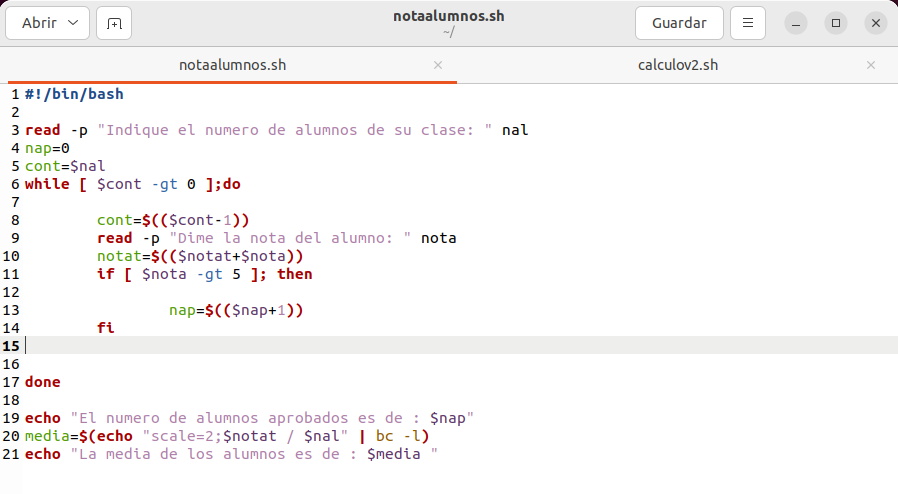 Abrir
notaalumnos.sh
~/
Guardar
notaalumnos.sh
calculov2.sh
1 #!/bin/bash
2
3 read -p "Indique el numero de alumnos de su clase: " nal
4 nap=0
5 cont=$nal
6 while [ $cont -gt 0 ];do
7
8         cont=$(($cont-1))
9         read -p "Dime la nota del alumno: " nota
10         notat=$(($notat+$nota))
11         if [ $nota -gt 5 ]; then
12
13                 nap=$(($nap+1))
14         fi
15
16
17 done
18
19 echo "El numero de alumnos aprobados es de : $nap"
20 media=$(echo "scale=2;$notat / $nal" | bc -l)
21 echo "La media de los alumnos es de : $media "